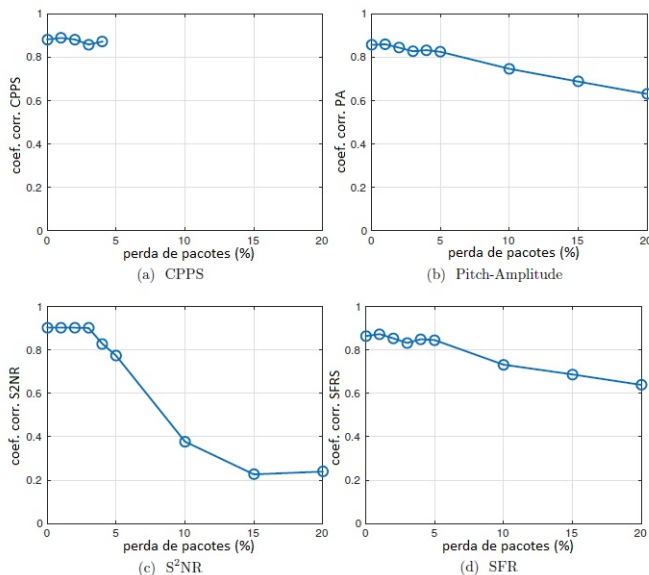 1
0.8
0.6
0.4
0.2
0
coef. corr. CPPS
0 5 10 15 20
perda de pacotes (%)
(a) CPPS
1
0.8
0.6
0.4
0.2
0
coef. corr. PA
0 5 10 15 20
perda de pacotes (%)
(b) Pitch-Amplitude
1
0.8
0.6
0.4
0.2
0
coef. corr. S2NR
0 5 10 15 20
perda de pacotes (%)
(c) S²NR
1
0.8
0.6
0.4
0.2
0
coef. corr. SFRS
0 5 10 15 20
perda de pacotes (%)
(d) SFR